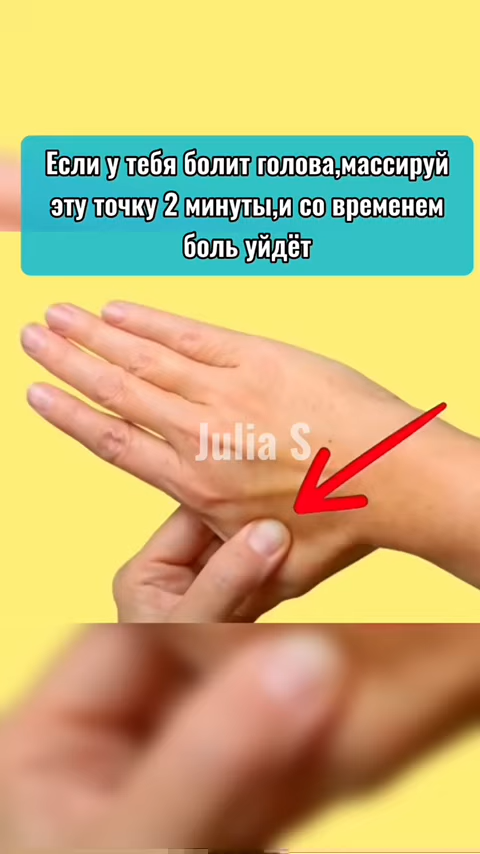 Если у тебя болит голова,массируй
эту точку 2 минуты,и со временем
боль уйдёт
Julia S